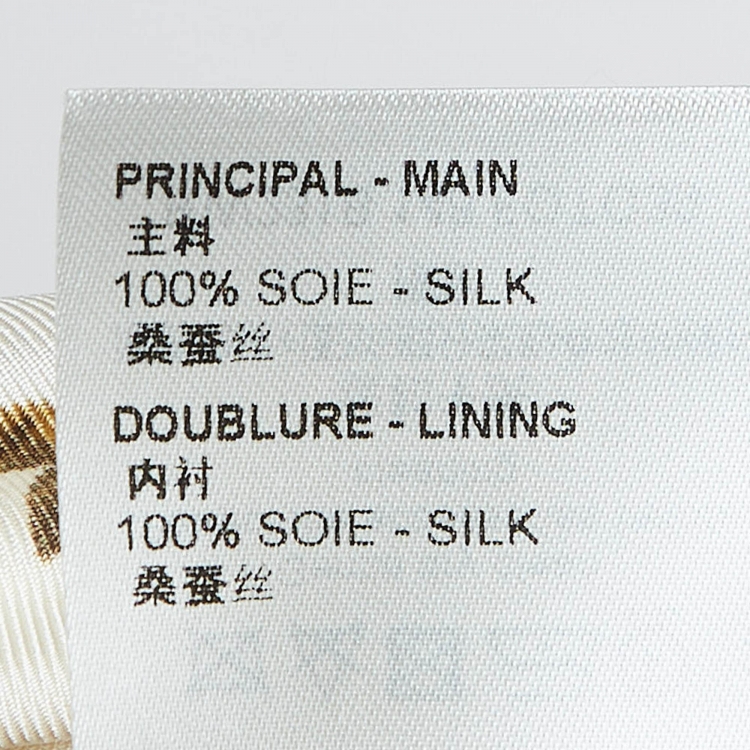 PRINCIPAL - MAIN
主料
100% SOIE - SILK
桑蚕丝
DOUBLURE - LINING
内衬
100% SOIE - SILK
桑蚕丝